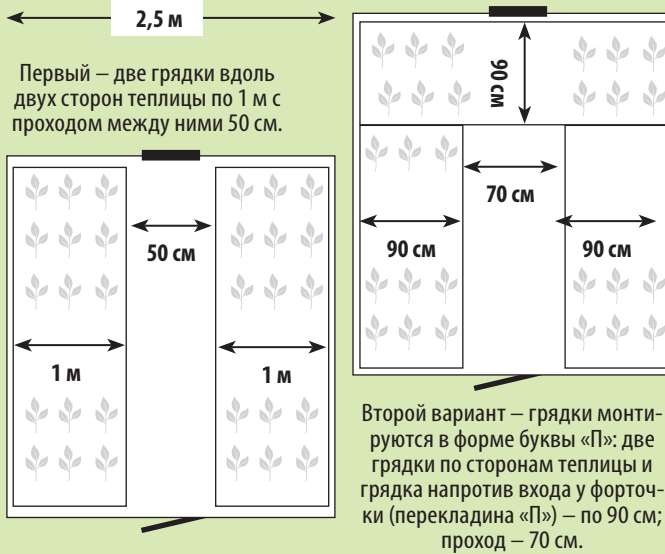 2,5 м
Первый – две грядки вдоль
двух сторон теплицы по 1 м с
проходом между ними 50 см.
50 см
1 м
1 м
90 см
70 см
90 см
90 см
Второй вариант – грядки монти-
руются в форме буквы «П»: две
грядки по сторонам теплицы и
грядка напротив входа у форточ-
ки (перекладина «П») – по 90 см;
проход – 70 см.